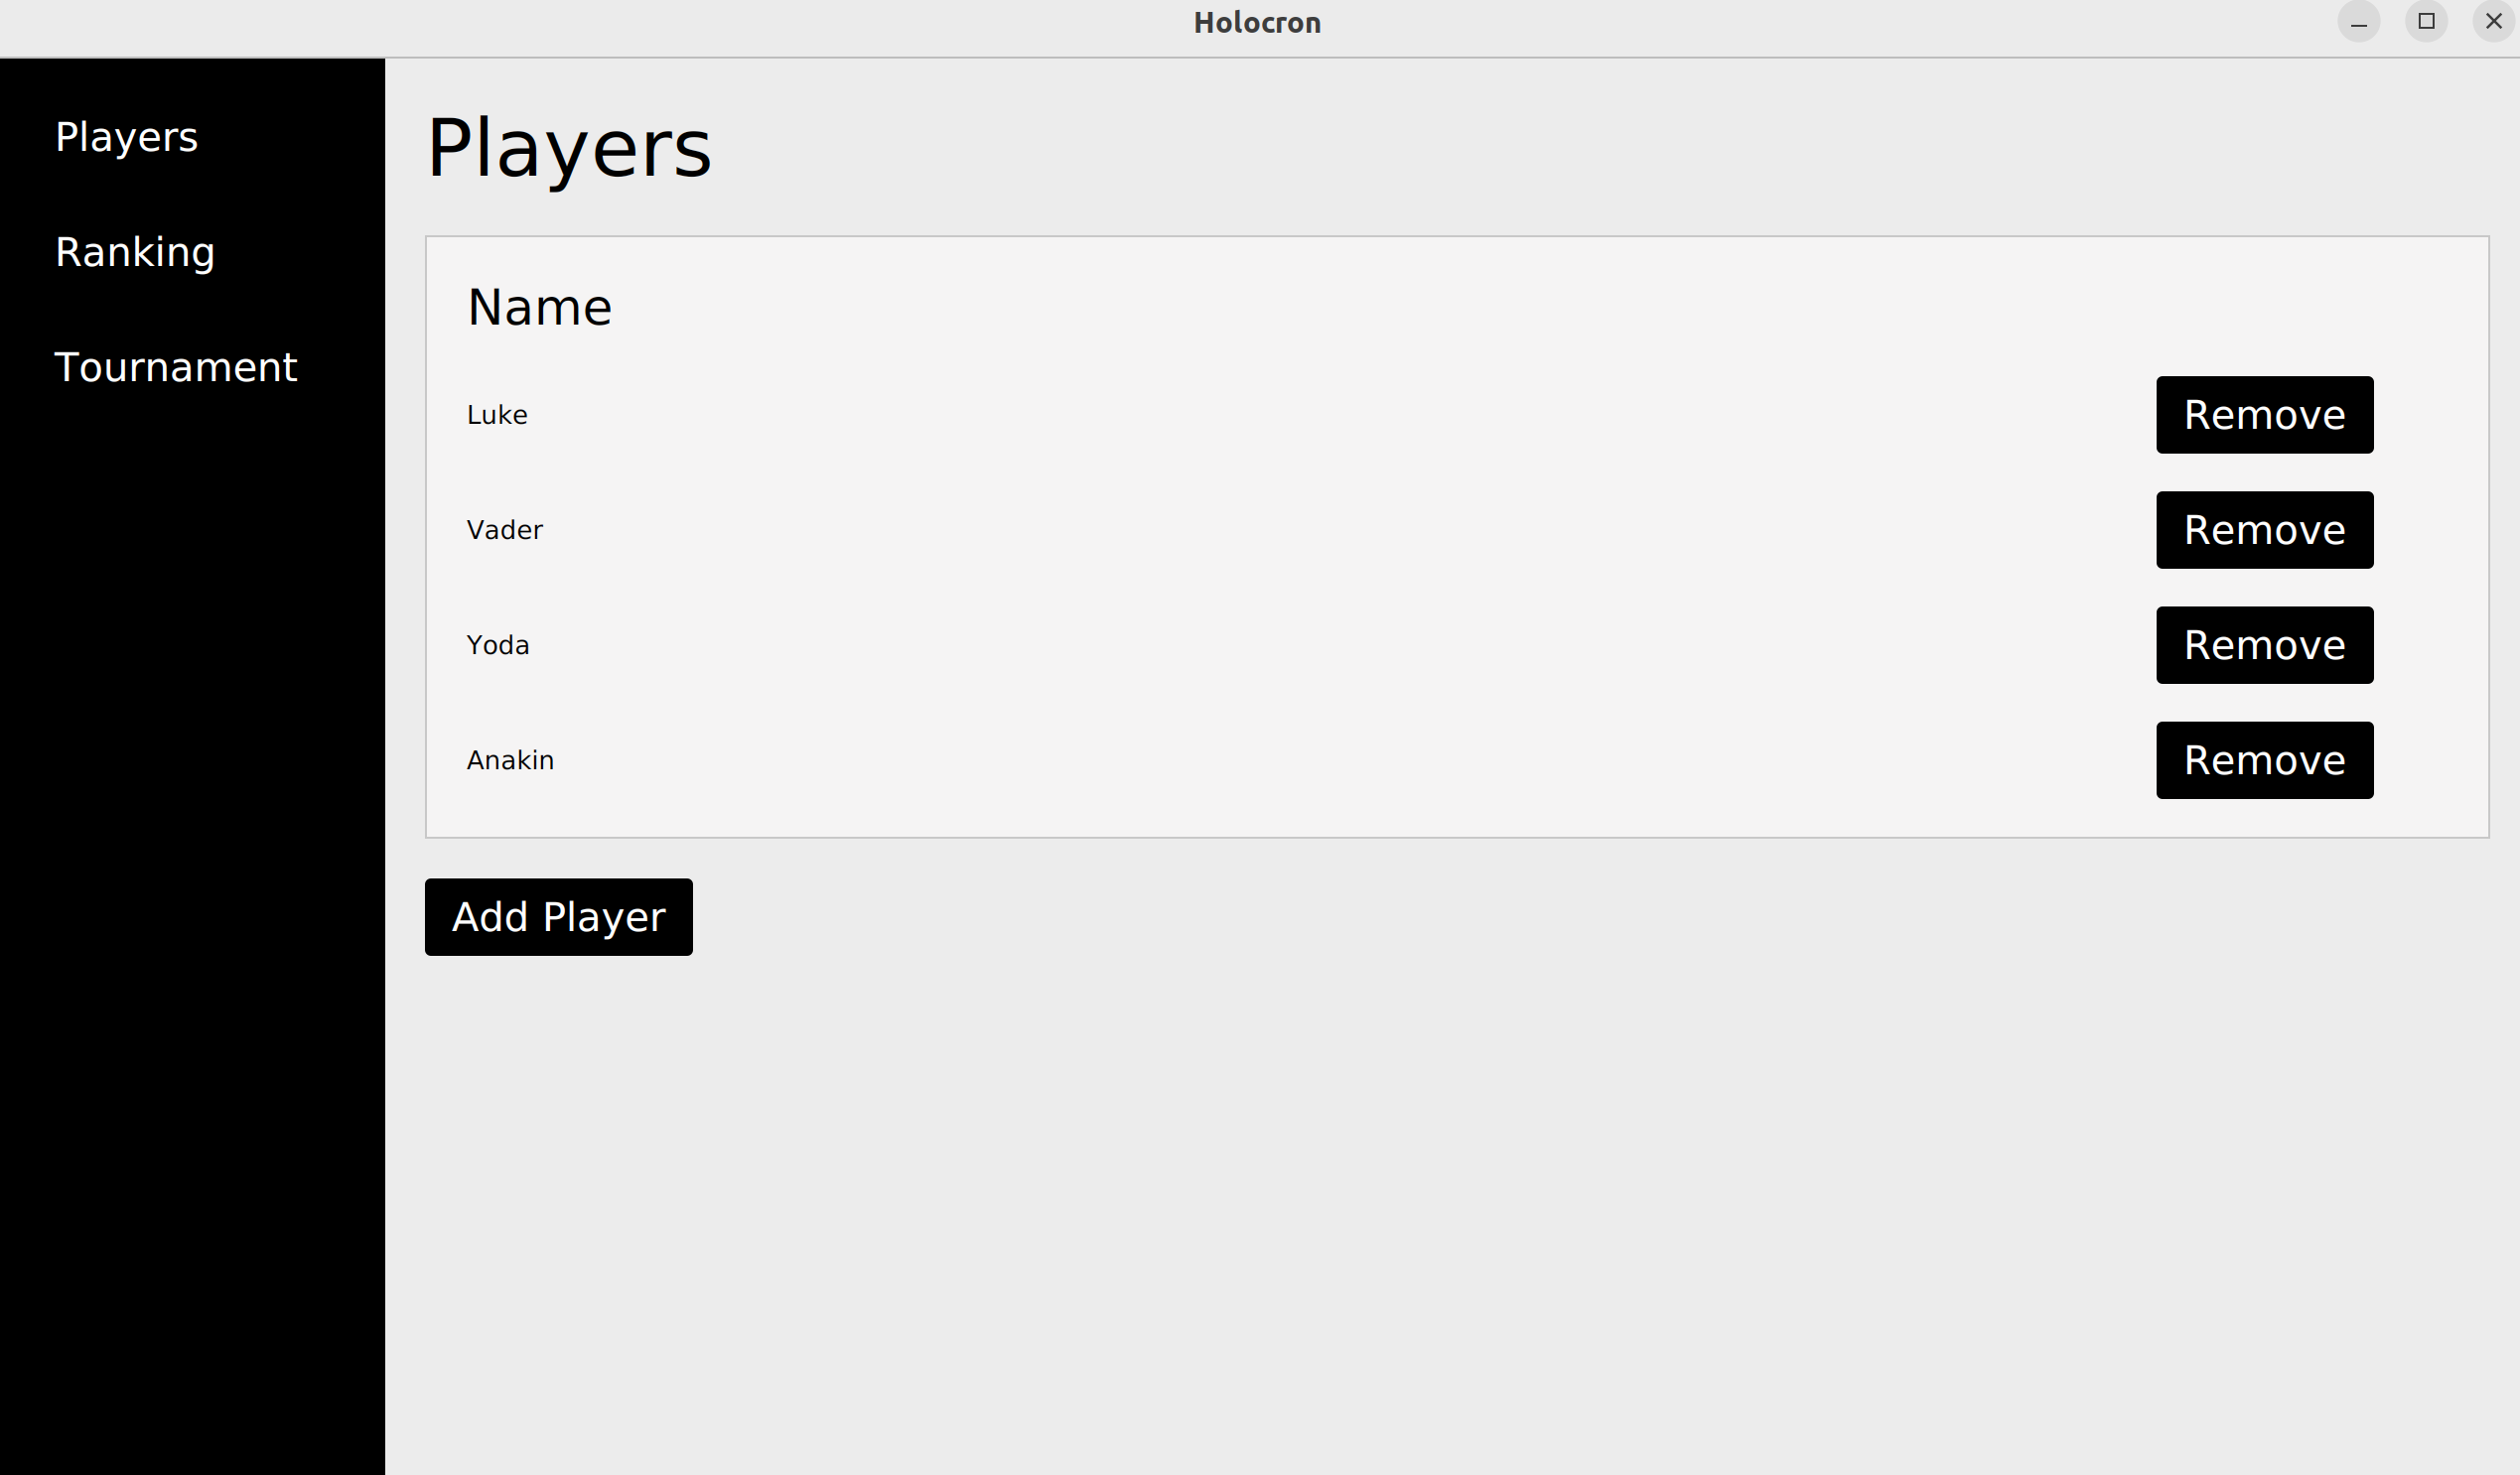 Holocron
Players
Ranking
Tournament
Players
Name
Luke Remove
Vader Remove
Yoda Remove
Anakin Remove
Add Player